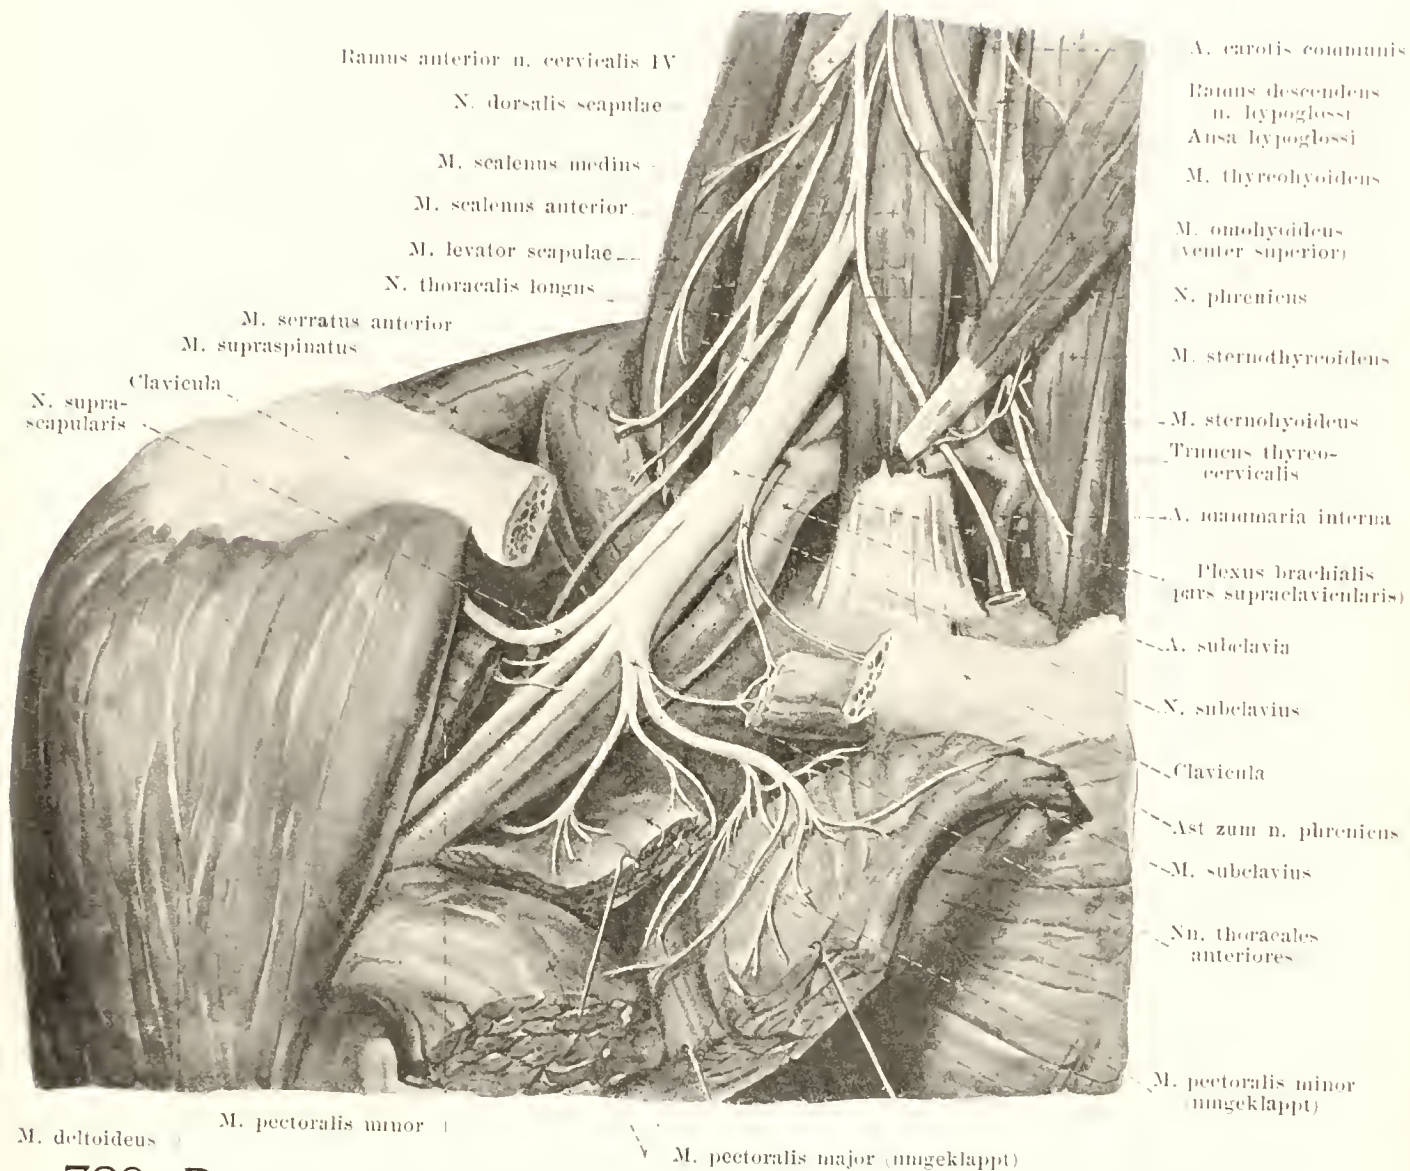 Ramus anterior n. cervicalis IV
N. dorsalis scapulae
M. scalenus medius
M. scalenus anterior
M. levator scapulae
N. thoracalis longus
M. serratus anterior
M. supraspinatus
Clavicula
N. supra-
scapularis
A. carotis communis
Ramus descendens
n. hypoglossi
Ansa hypoglossi
M. thyreohyoideus
M. omohyoideus
(venter superior)
N. phrenicus
M. sternothyreoideus
M. sternohyoideus
Truncus thyreo-
cervicalis
A. mammaria interna
Plexus brachialis
(pars supraclavicularis)
A. subclavia
N. subclavius
Clavicula
Ast zum n. phrenicus
M. subclavius
Nn. thoracales
anteriores
M. pectoralis minor
(umgeklappt)
M. deltoideus
M. pectoralis minor
M. pectoralis major (umgeklappt)